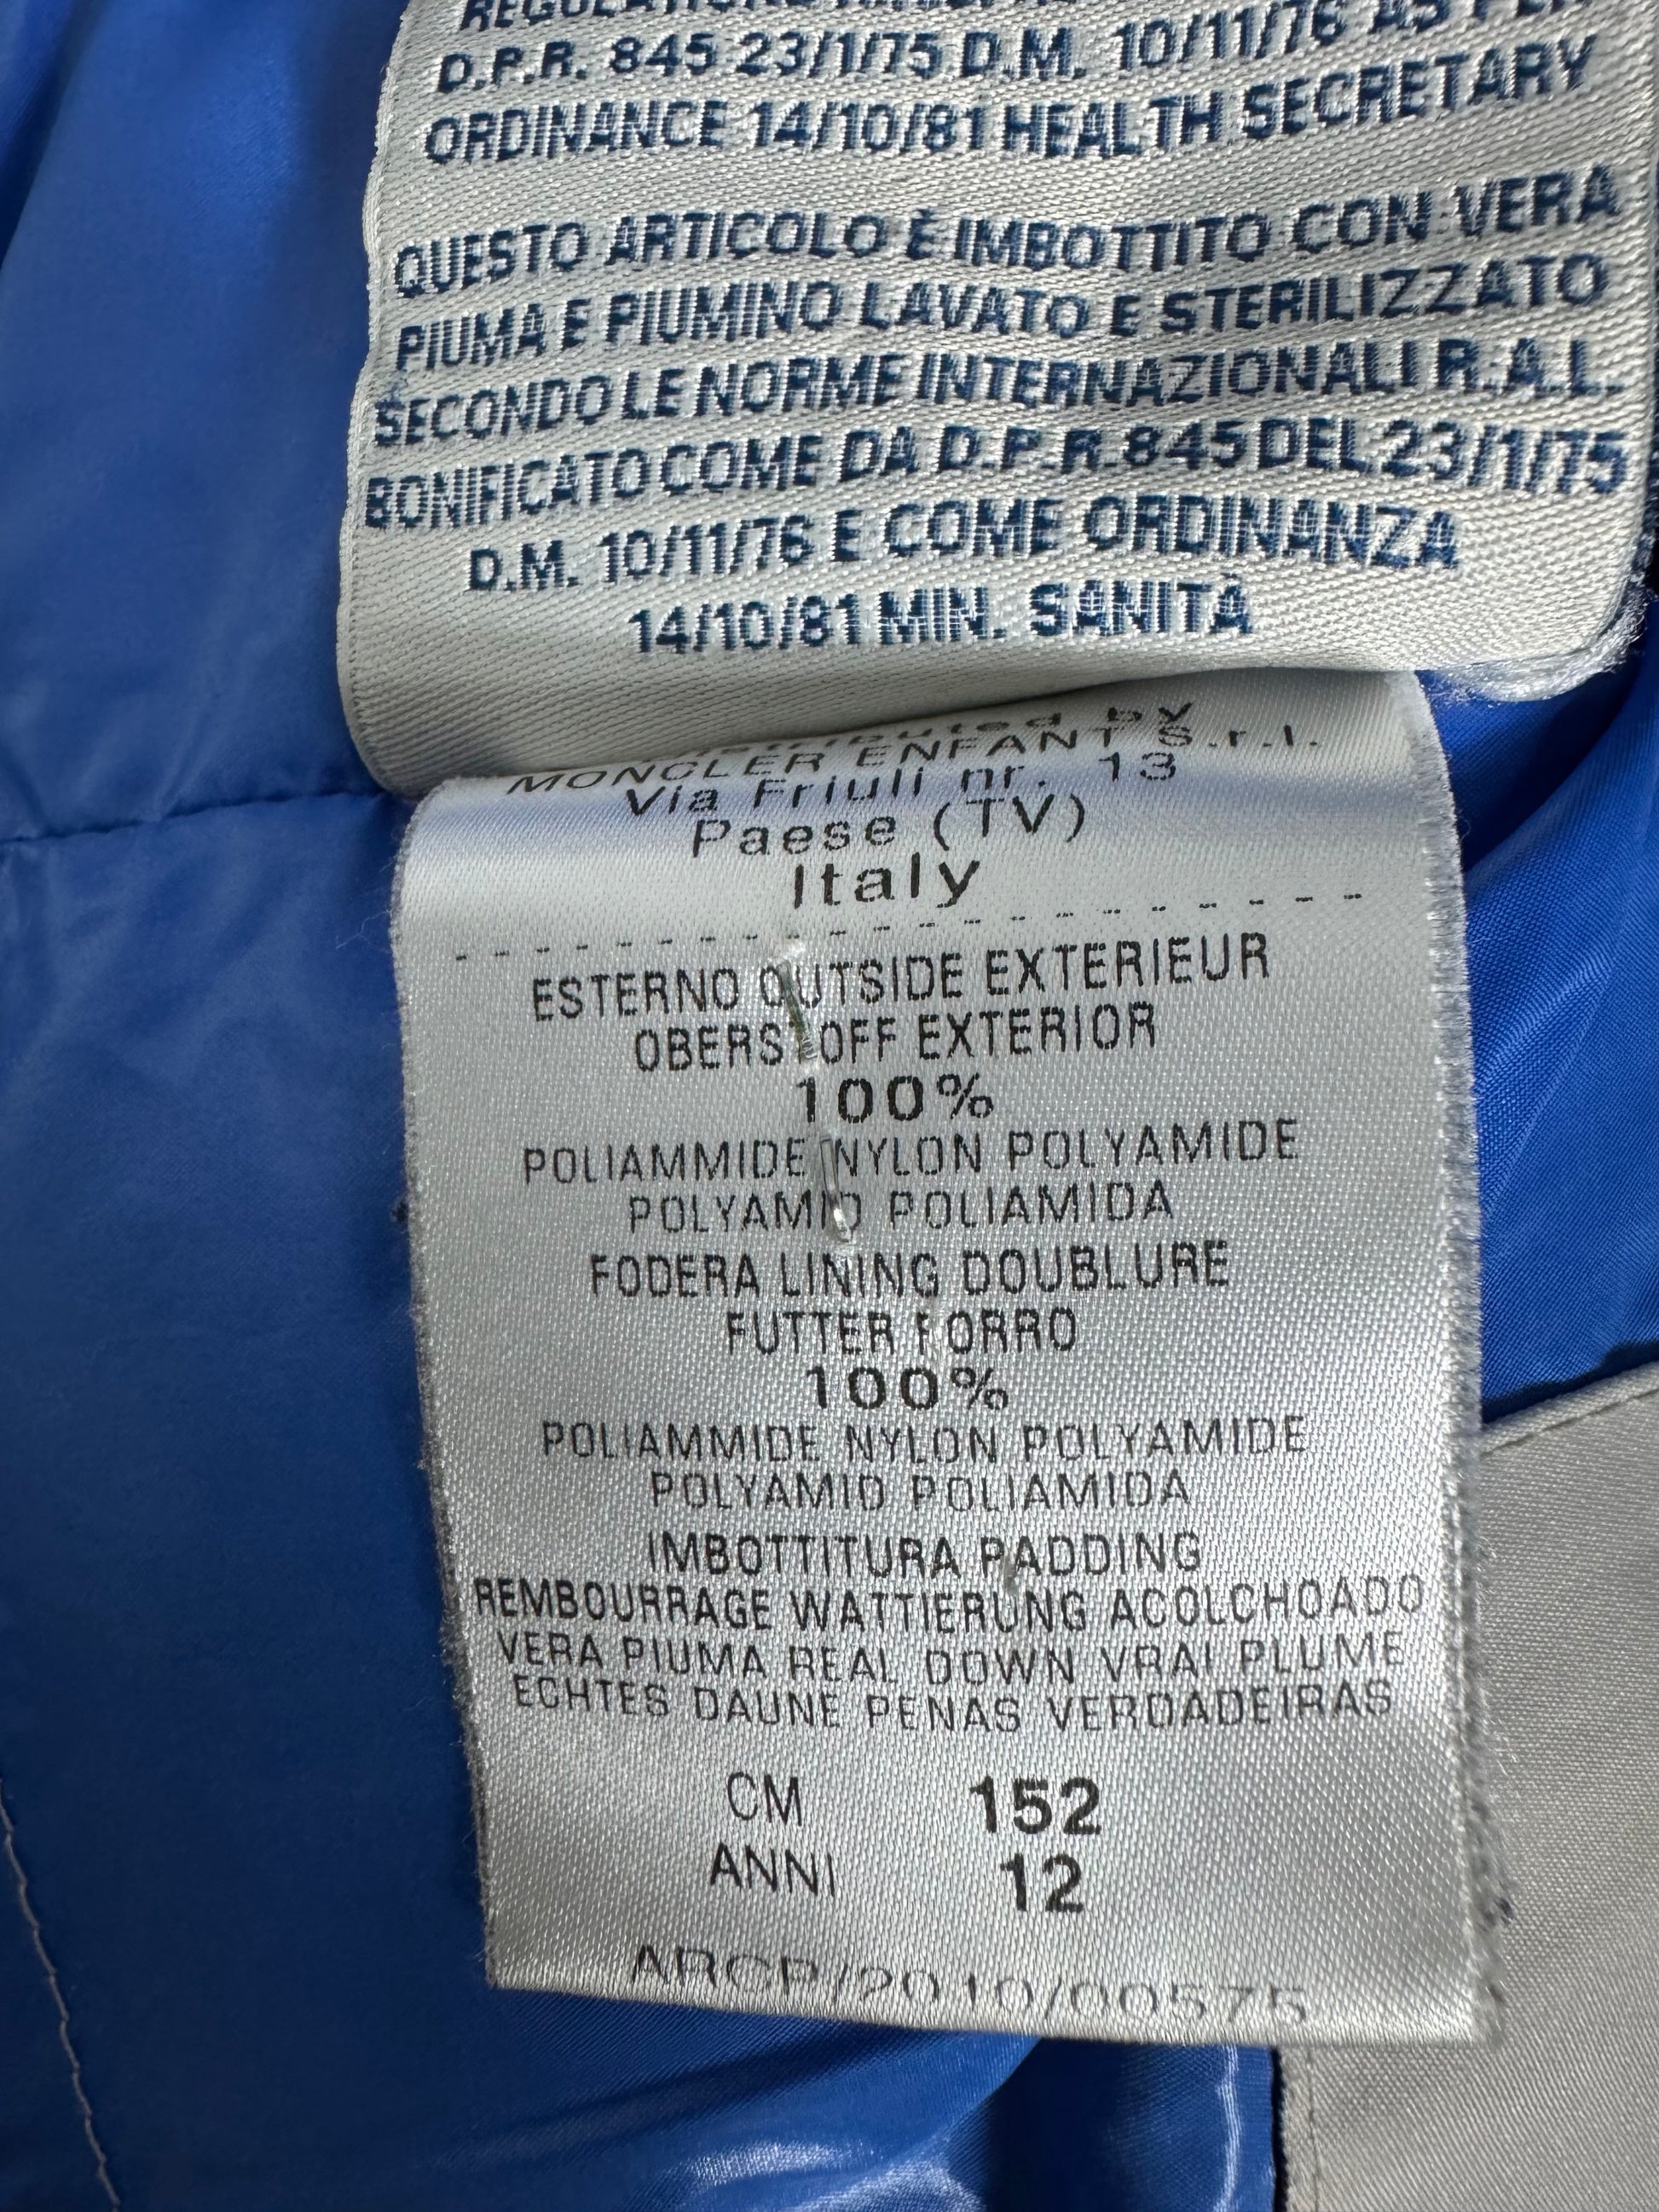 D.P.R. 845 23/1/75 D.M. 10/11/76 AS PER
ORDINANCE 14/10/81 HEALTH SECRETARY
QUESTO ARTICOLO È IMBOTTITO CON VERA
PIUMA E PIUMINO LAVATO E STERILIZZATO
SECONDO LE NORME INTERNAZIONALI R.A.L.
BONIFICATO COME DA D.P.R. 845 DEL 23/1/75
D.M. 10/11/76 E COME ORDINANZA
14/10/81 MIN. SANITÀ
by
MONCLER ENFANT S.r.l.
Via Friuli nr. 13
Paese (TV)
Italy
ESTERNO OUTSIDE EXTERIEUR
OBERSTOFF EXTERIOR
100%
POLIAMMIDE NYLON POLYAMIDE
POLYAMID POLIAMIDA
FODERA LINING DOUBLURE
FUTTER FORRO
100%
POLIAMMIDE NYLON POLYAMIDE
POLYAMID POLIAMIDA
IMBOTTITURA PADDING
REMBOURRAGE WATTIERUNG ACOLCHOADO
VERA PIUMA REAL DOWN VRAI PLUME
ECHTES DAUNE PENAS VERDADEIRAS
CM 152
ANNI 12
ARCP/2010/00575